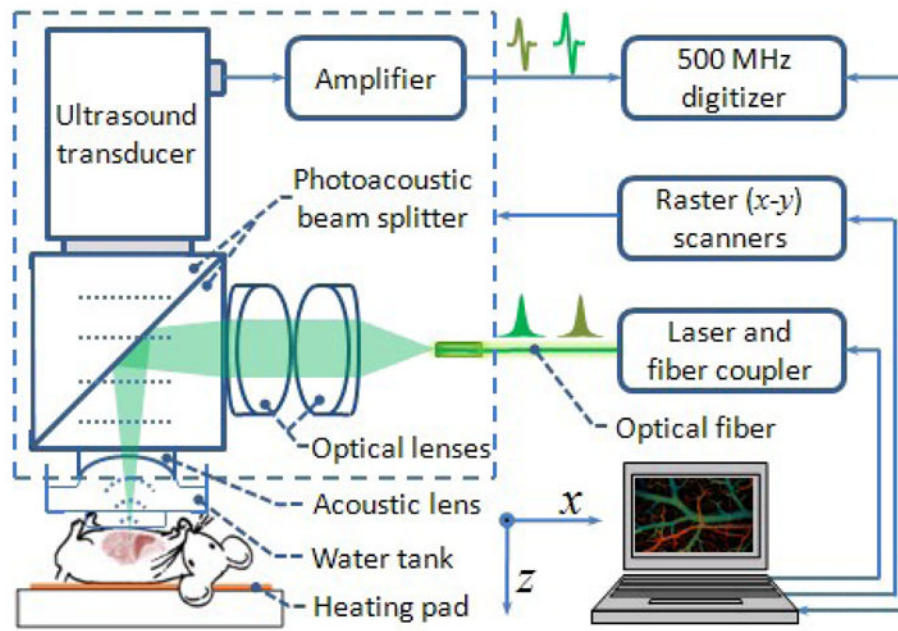 Ultrasound
transducer
Amplifier
500 MHz
digitizer
Photoacoustic
beam splitter
Raster (x-y)
scanners
Laser and
fiber coupler
Optical lenses
Optical fiber
Acoustic lens
Water tank
Heating pad
x
z